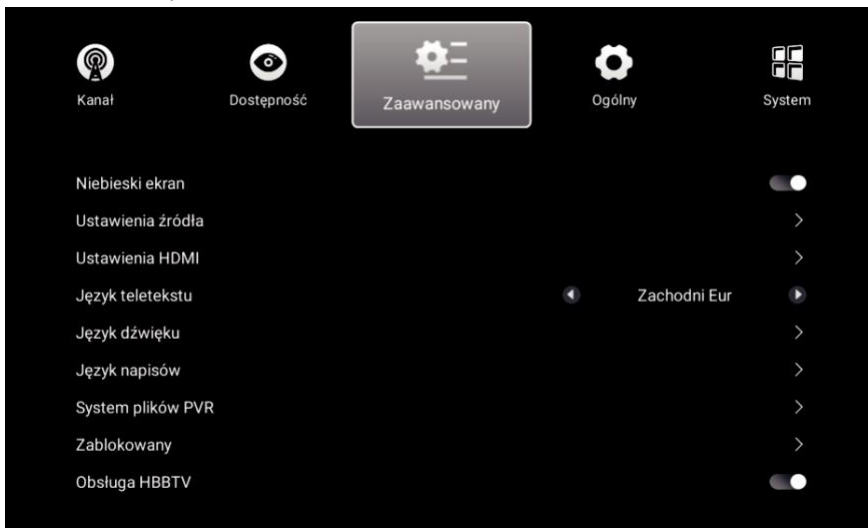 Kanał
Dostępność
Zaawansowany
Ogólny
System
Niebieski ekran
Ustawienia źródła
Ustawienia HDMI
Język teletekstu Zachodni Eur
Język dźwięku
Język napisów
System plików PVR
Zablokowany
Obsługa HBBTV